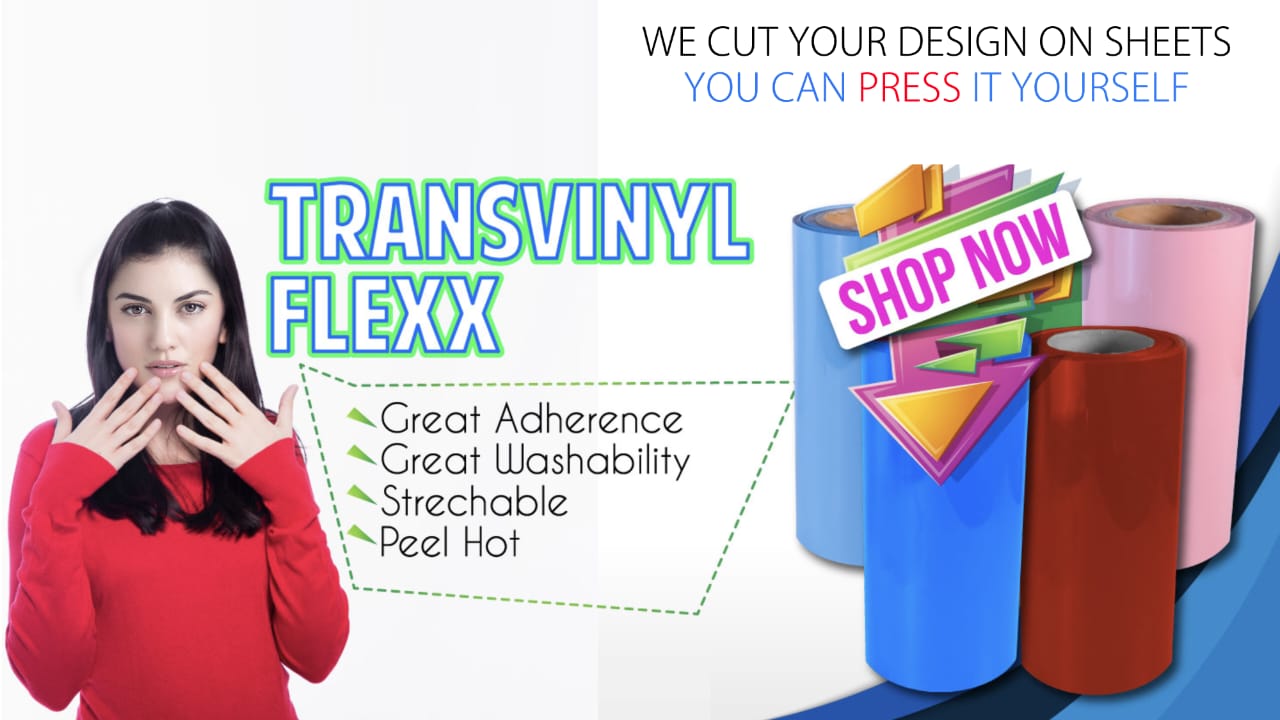 WE CUT YOUR DESIGN ON SHEETS
YOU CAN PRESS IT YOURSELF
TRANSVINYL
FLEXX
SHOP NOW
Great Adherence
Great Washability
Strechable
Peel Hot